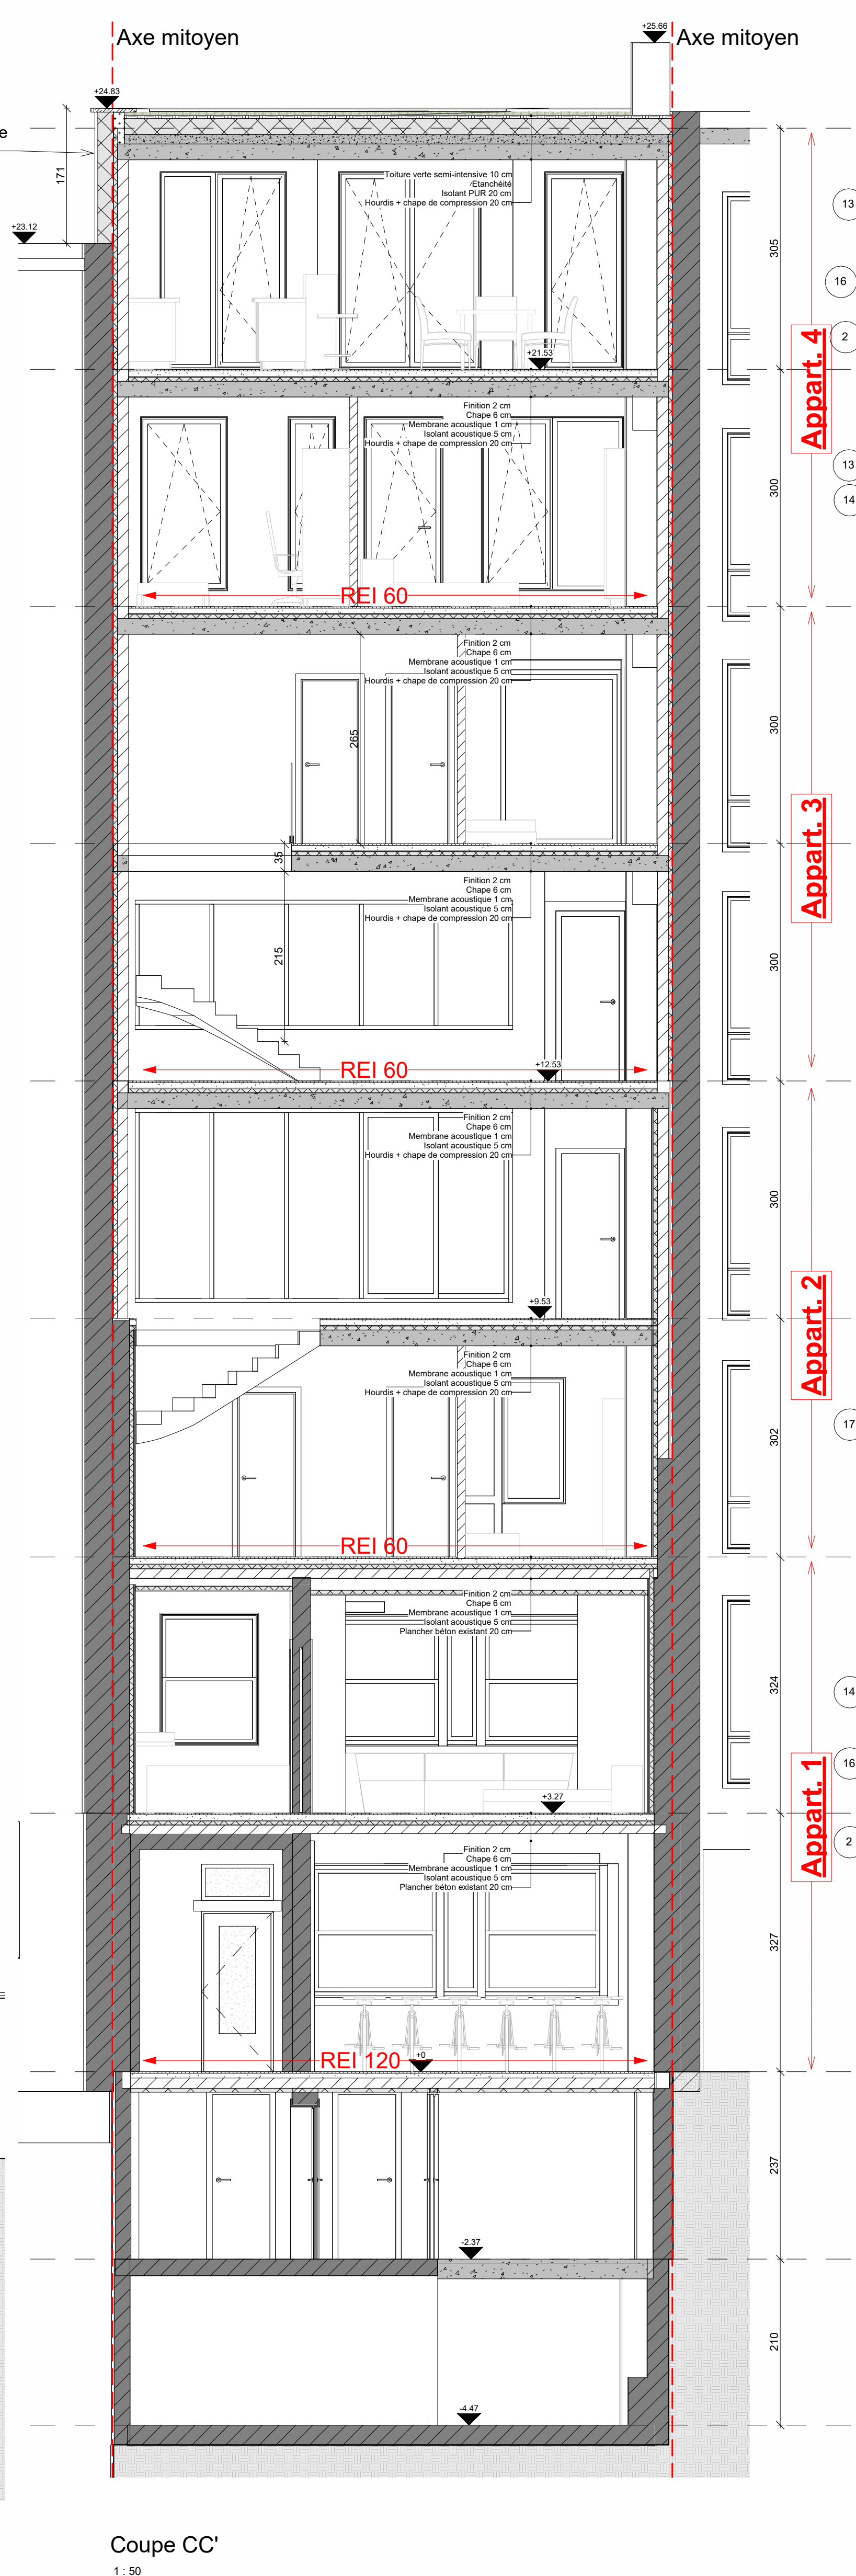 Axe mitoyen
Axe mitoyen
+25.66
+24.83
e
171
+23.12
Toiture verte semi-intensive 10 cm
Etanchéité
Isolant PUR 20 cm
Hourdis + chape de compression 20 cm
305
13
16
2
Appart. 4
+21.53
Finition 2 cm
Chape 6 cm
Membrane acoustique 1 cm
Isolant acoustique 5 cm
Hourdis + chape de compression 20 cm
300
13
14
REI 60
Finition 2 cm
Chape 6 cm
Membrane acoustique 1 cm
Isolant acoustique 5 cm
Hourdis + chape de compression 20 cm
265
300
Appart. 3
35
Finition 2 cm
Chape 6 cm
Membrane acoustique 1 cm
Isolant acoustique 5 cm
Hourdis + chape de compression 20 cm
215
300
REI 60
+12.53
Finition 2 cm
Chape 6 cm
Membrane acoustique 1 cm
Isolant acoustique 5 cm
Hourdis + chape de compression 20 cm
300
Appart. 2
+9.53
Finition 2 cm
Chape 6 cm
Membrane acoustique 1 cm
Isolant acoustique 5 cm
Hourdis + chape de compression 20 cm
302
17
REI 60
Finition 2 cm
Chape 6 cm
Membrane acoustique 1 cm
Isolant acoustique 5 cm
Plancher béton existant 20 cm
324
14
16
Appart. 1
+3.27
2
Finition 2 cm
Chape 6 cm
Membrane acoustique 1 cm
Isolant acoustique 5 cm
Plancher béton existant 20 cm
327
REI 120
+0
237
-2.37
210
-4.47
Coupe CC'
1 : 50